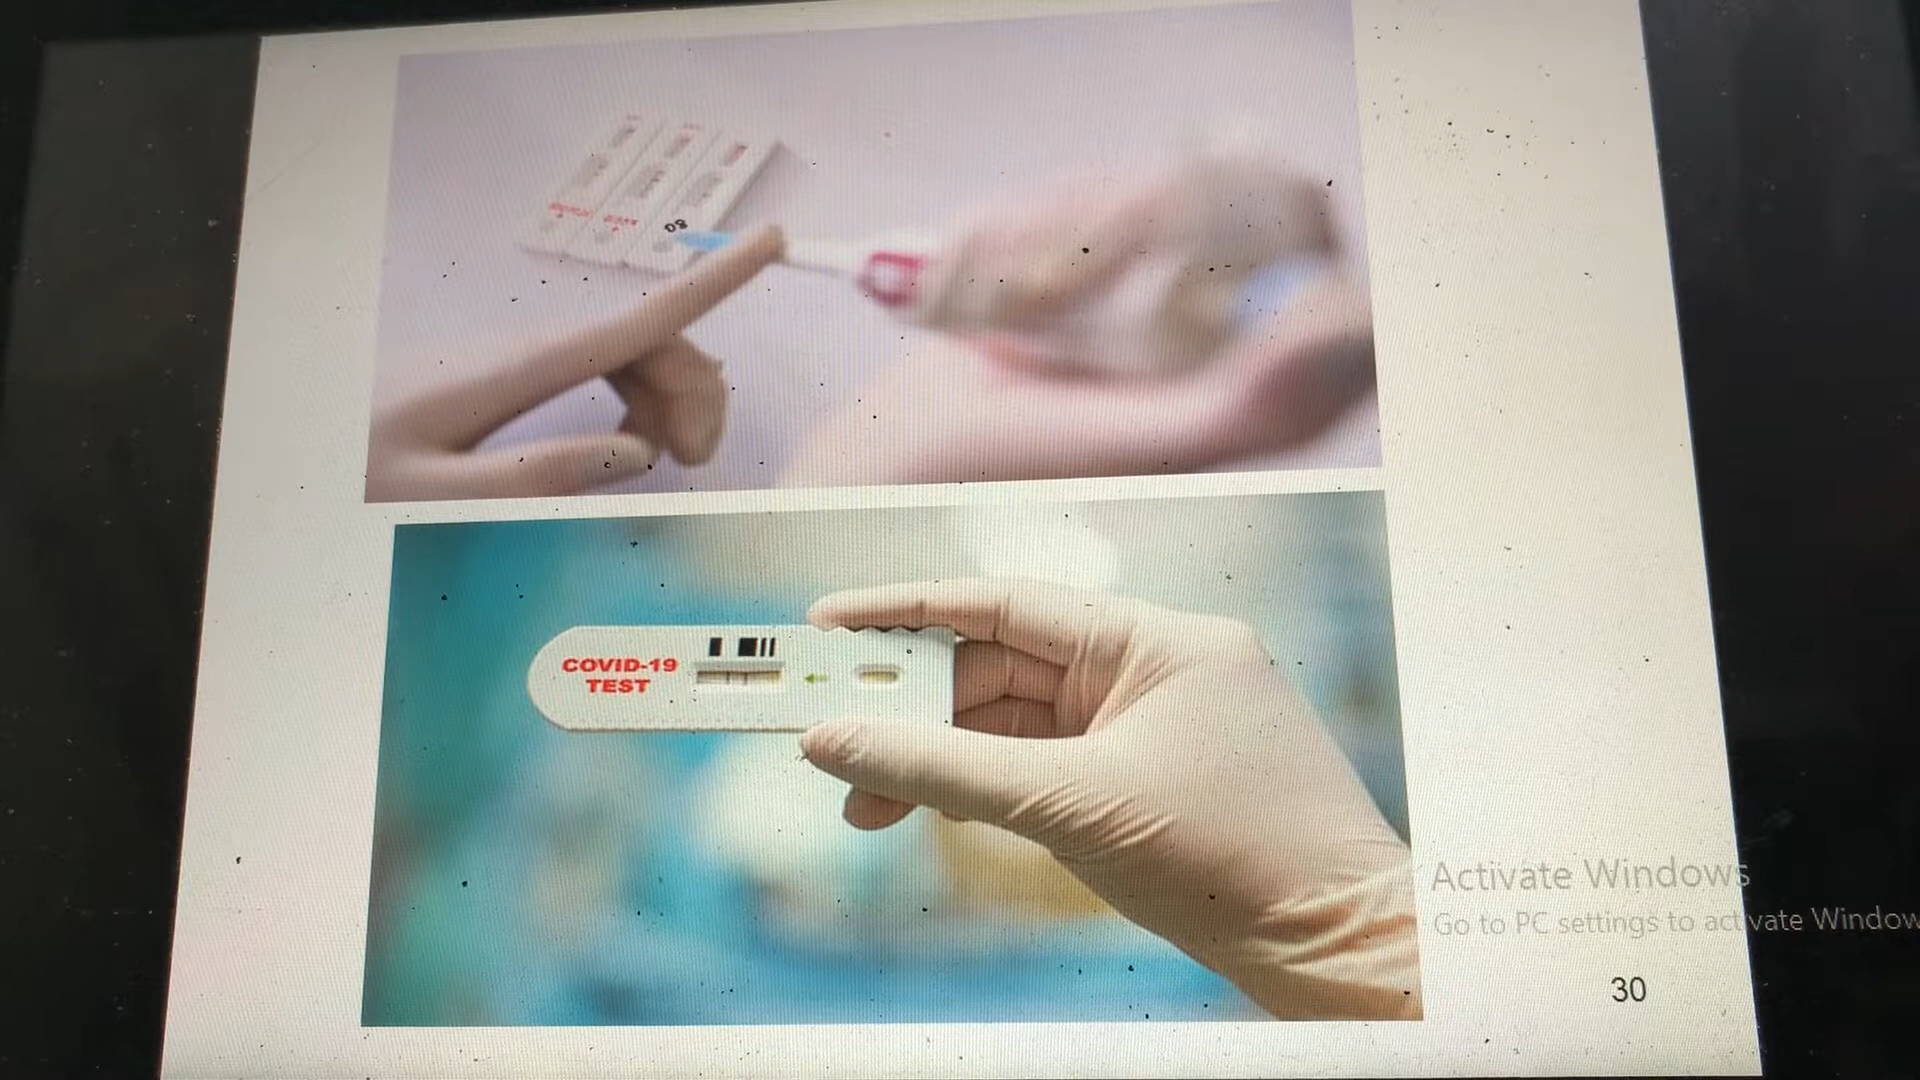 COVID-19
TEST
Activate Windows
Go to PC settings to activate Window
30